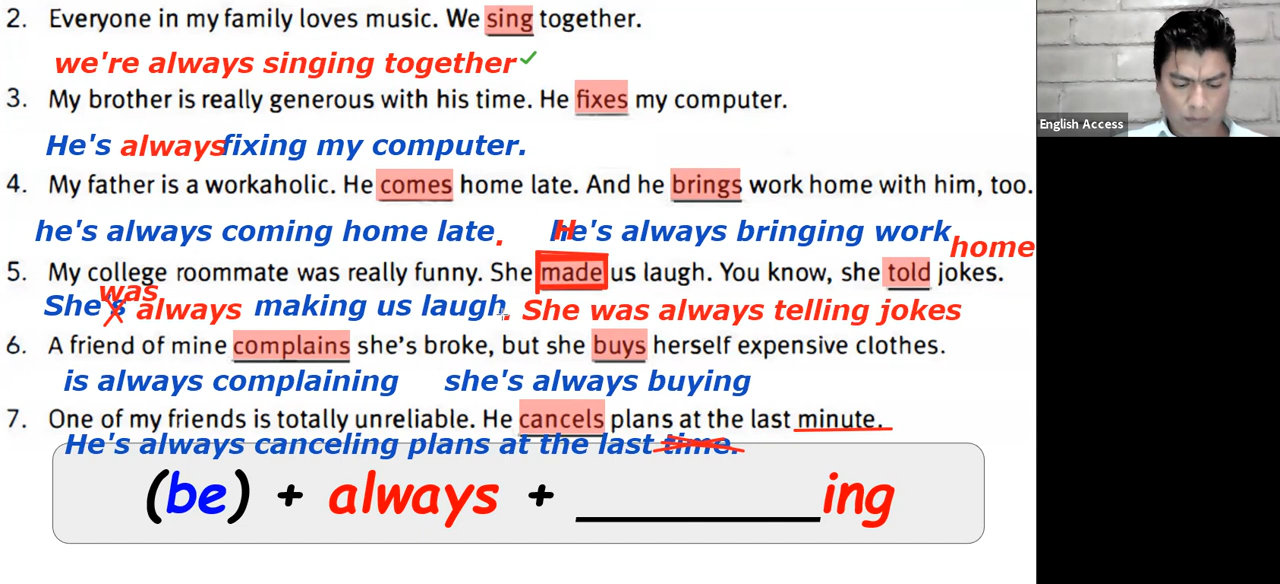 2. Everyone in my family loves music. We sing together.
we're always singing together
3. My brother is really generous with his time. He fixes my computer.
English Access
He's always fixing my computer.
4. My father is a workaholic. He comes home late. And he brings work home with him, too.
he's always coming home late. He's always bringing work home
5. My college roommate was really funny. She made us laugh. You know, she told jokes.
was
She's always making us laugh. She was always telling jokes
6. A friend of mine complains she's broke, but she buys herself expensive clothes.
is always complaining she's always buying
7. One of my friends is totally unreliable. He cancels plans at the last minute.
He's always canceling plans at the last time.
(be) + always + __________ing